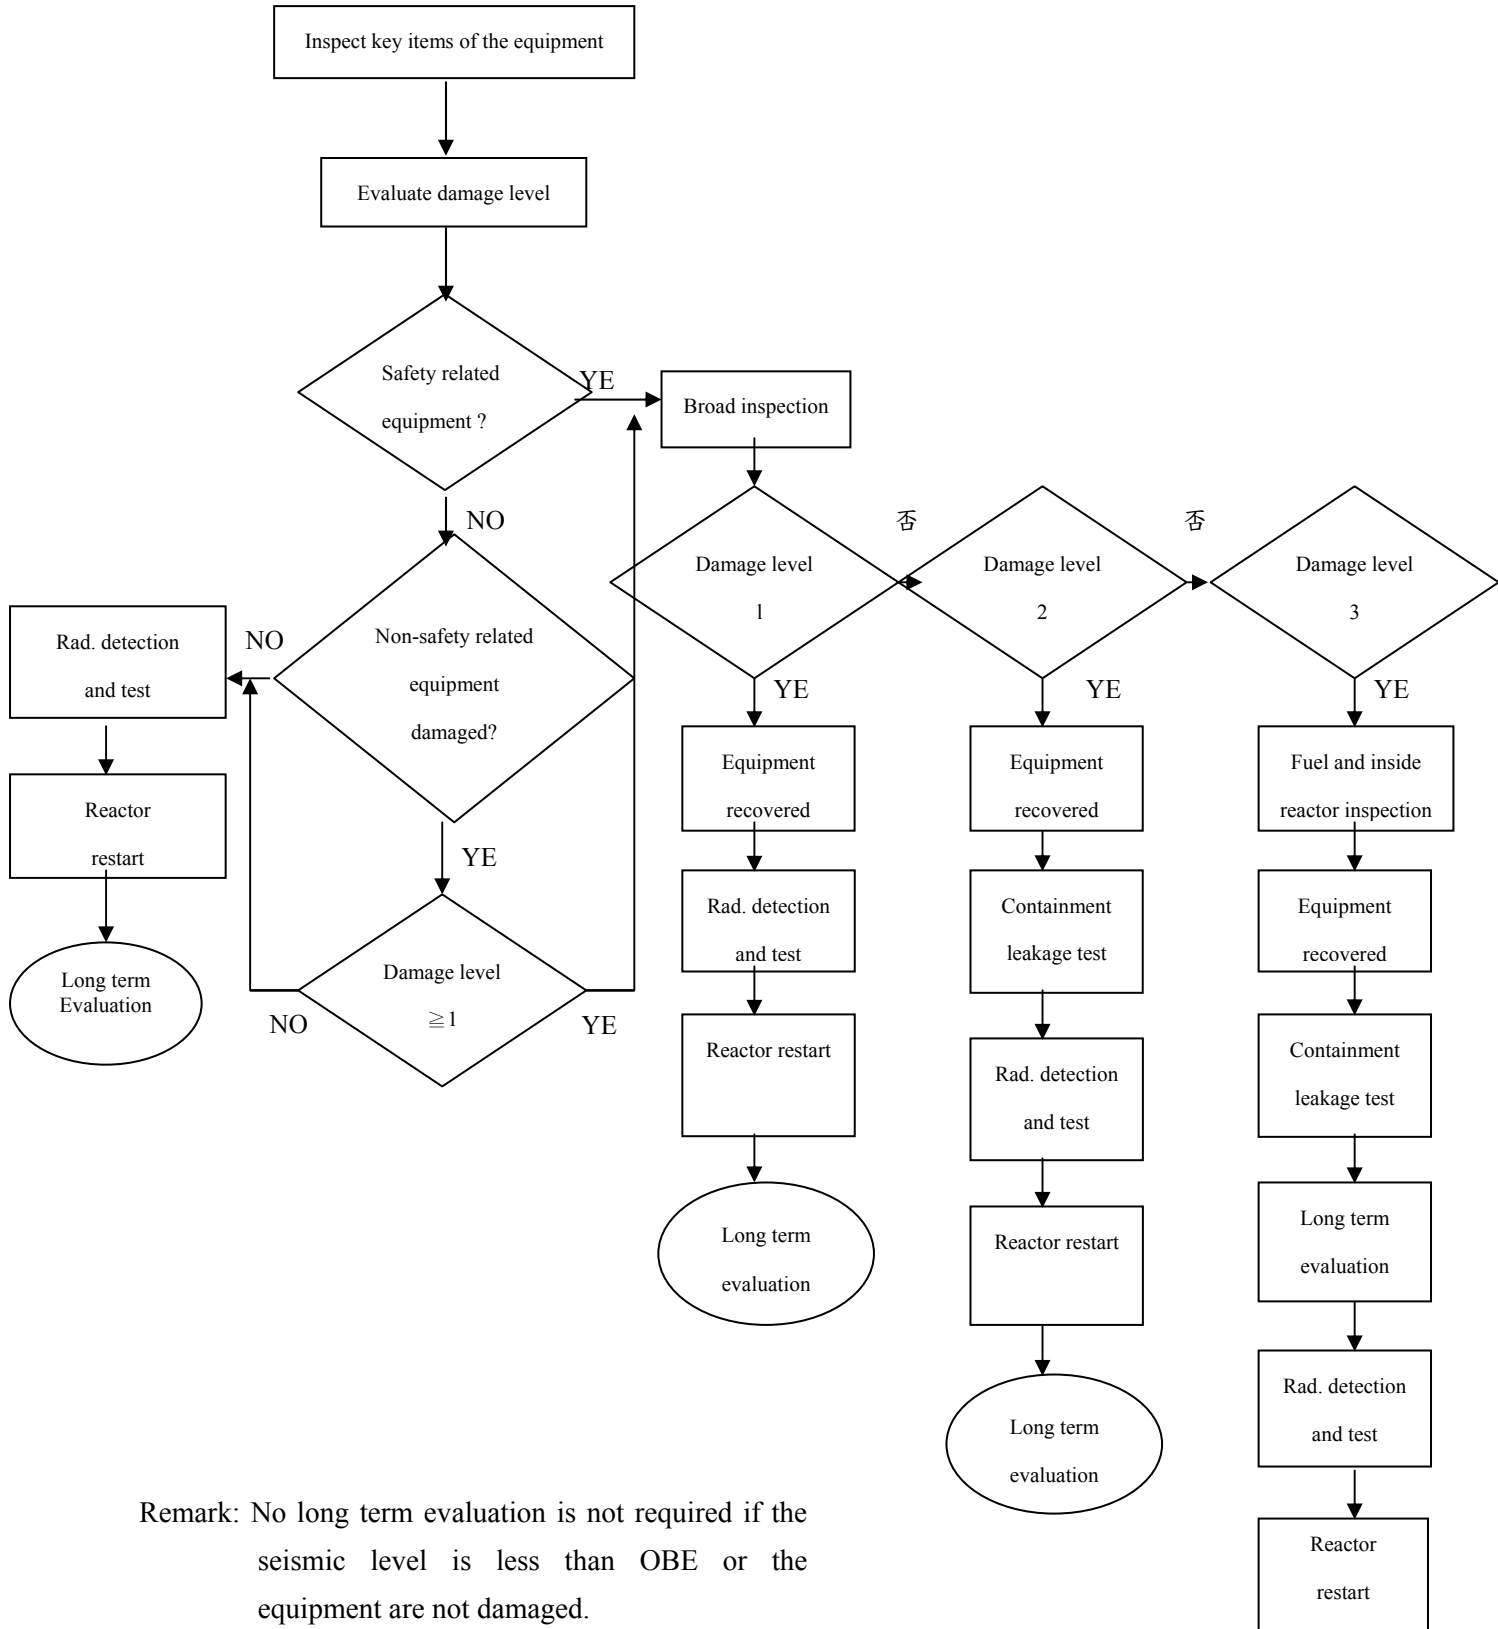 Inspect key items of the equipment
Evaluate damage level
Safety related
equipment ?
YE
Broad inspection
NO
Non-safety related
equipment
damaged?
NO
Rad. detection
and test
Reactor
restart
Long term
Evaluation
YE
Damage level
≧1
NO
YE
Damage level
1
否
Damage level
2
否
Damage level
3
YE
Equipment
recovered
Rad. detection
and test
Reactor restart
Long term
evaluation
YE
Equipment
recovered
Containment
leakage test
Rad. detection
and test
Reactor restart
Long term
evaluation
YE
Fuel and inside
reactor inspection
Equipment
recovered
Containment
leakage test
Long term
evaluation
Rad. detection
and test
Reactor
restart
Remark: No long term evaluation is not required if the
seismic level is less than OBE or the
equipment are not damaged.